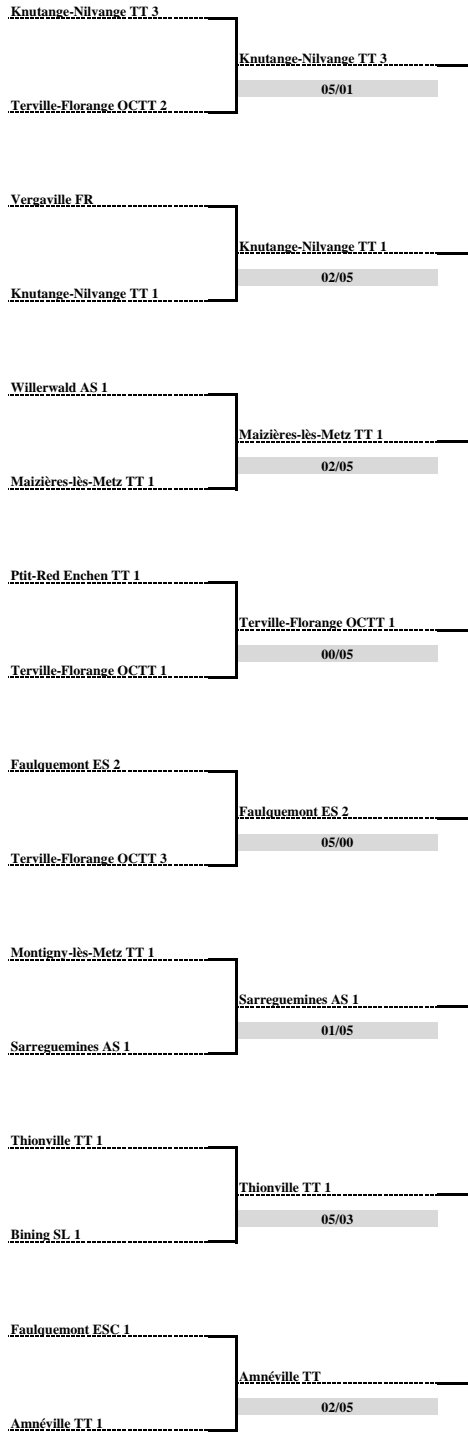 Knutange-Nilvange TT 3
Knutange-Nilvange TT 3
05/01
Terville-Florange OCTT 2
Vergaville FR
Knutange-Nilvange TT 1
02/05
Knutange-Nilvange TT 1
Willerwald AS 1
Maizières-lès-Metz TT 1
02/05
Maizières-lès-Metz TT 1
Ptit-Red Enchen TT 1
Terville-Florange OCTT 1
00/05
Terville-Florange OCTT 1
Faulquemont ES 2
Faulquemont ES 2
05/00
Terville-Florange OCTT 3
Montigny-lès-Metz TT 1
Sarreguemines AS 1
01/05
Sarreguemines AS 1
Thionville TT 1
Thionville TT 1
05/03
Bining SL 1
Faulquemont ESC 1
Amnéville TT
02/05
Amnéville TT 1